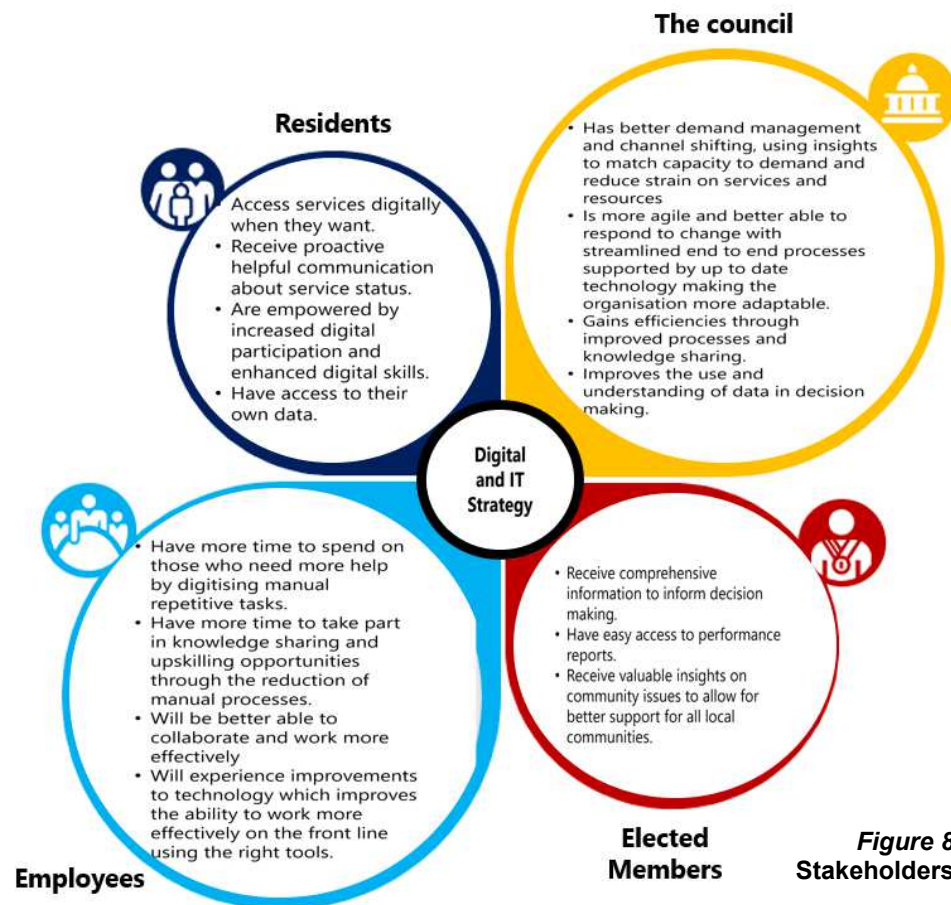 The council
• Has better demand management
and channel shifting, using insights
to match capacity to demand and
reduce strain on services and
resources
• Is more agile and better able to
respond to change with
streamlined end to end processes
supported by up to date
technology making the
organisation more adaptable.
• Gains efficiencies through
improved processes and
knowledge sharing.
• Improves the use and
understanding of data in decision
making.
Residents
• Access services digitally
when they want.
• Receive proactive
helpful communication
about service status.
• Are empowered by
increased digital
participation and
enhanced digital skills.
• Have access to their
own data.
Digital
and IT
Strategy
• Have more time to spend on
those who need more help
by digitising manual
repetitive tasks.
• Have more time to take part
in knowledge sharing and
upskilling opportunities
through the reduction of
manual processes.
• Will be better able to
collaborate and work more
effectively
• Will experience improvements
to technology which improves
the ability to work more
effectively on the front line
using the right tools.
Employees
• Receive comprehensive
information to inform decision
making.
• Have easy access to performance
reports.
• Receive valuable insights on
community issues to allow for
better support for all local
communities.
Elected
Members
Figure 8
Stakeholders